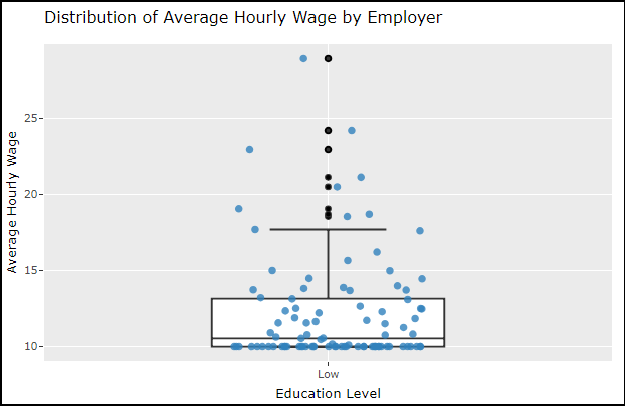 Distribution of Average Hourly Wage by Employer
Average Hourly Wage
25
20
15
10
Low
Education Level